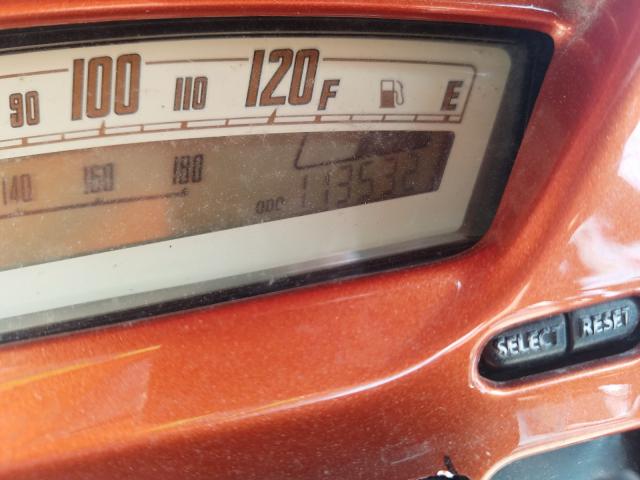 90 100 110 120 F E
140 160 180
ODO 113532
SELECT RESET